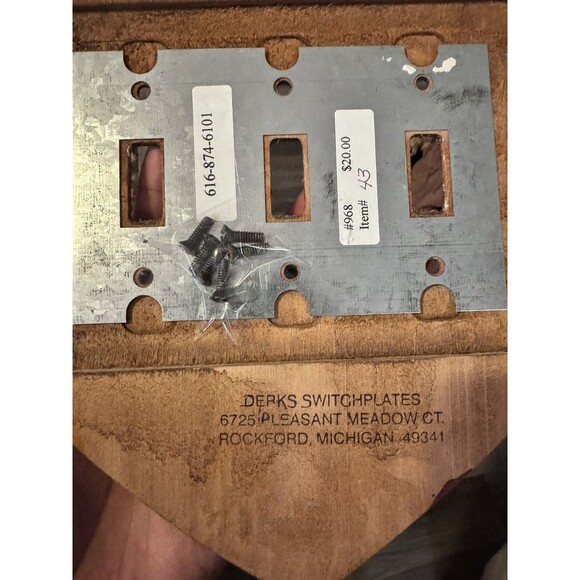 616-874-6101
#968 $20.00
Item# 43
DERKS SWITCHPLATES
6725 PLEASANT MEADOW CT.
ROCKFORD, MICHIGAN 49341